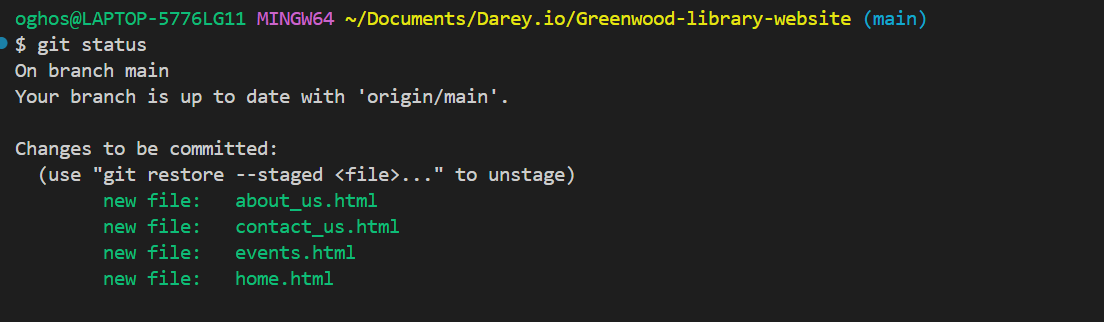 oghos@LAPTOP-5776LG11 MINGW64 ~/Documents/Darey.io/Greenwood-library-website (main)
$ git status
On branch main
Your branch is up to date with 'origin/main'.

Changes to be committed:
  (use "git restore --staged <file>..." to unstage)
        new file:   about_us.html
        new file:   contact_us.html
        new file:   events.html
        new file:   home.html